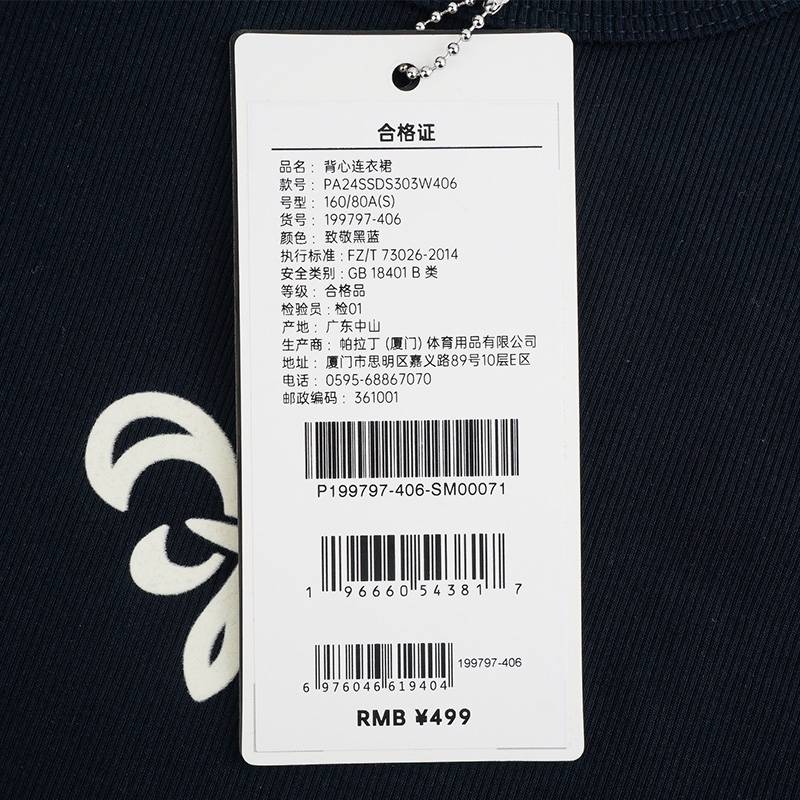 合格证
品名：背心连衣裙
款号：PA24SSDS303W406
号型：160/80A(S)
货号：199797-406
颜色：致敬黑蓝
执行标准：FZ/T 73026-2014
安全类别：GB 18401 B 类
等级：合格品
检验员：检01
产地：广东中山
生产商：帕拉丁 (厦门) 体育用品有限公司
地址：厦门市思明区嘉义路89号10层E区
电话：0595-68867070
邮政编码：361001
P199797-406-SM00071
1 96660 54381 7
199797-406
6 976046 619404
RMB ¥499